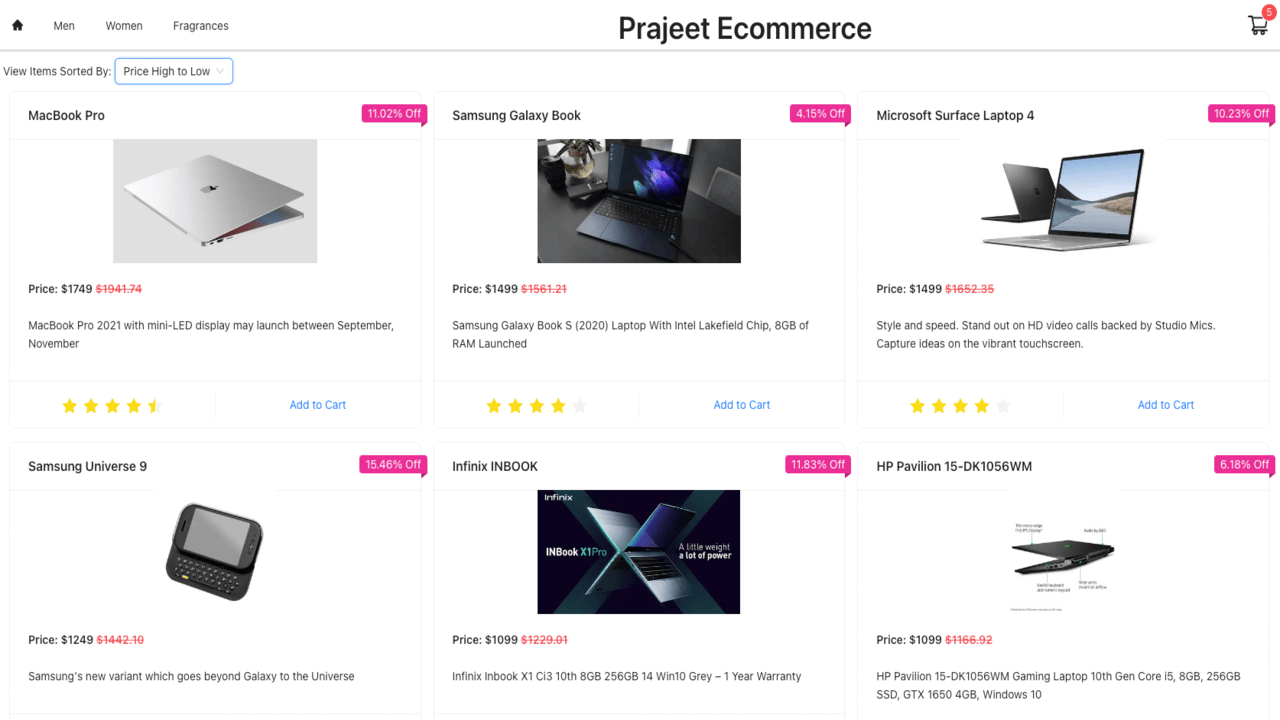 Men
Women
Fragrances
Prajeet Ecommerce
5
View Items Sorted By:
Price High to Low
MacBook Pro
11.02% Off
Price: $1749 $1941.74
MacBook Pro 2021 with mini-LED display may launch between September,
November
Add to Cart
Samsung Galaxy Book
4.15% Off
Price: $1499 $1561.21
Samsung Galaxy Book S (2020) Laptop With Intel Lakefield Chip, 8GB of
RAM Launched
Add to Cart
Microsoft Surface Laptop 4
10.23% Off
Price: $1499 $1652.35
Style and speed. Stand out on HD video calls backed by Studio Mics.
Capture ideas on the vibrant touchscreen.
Add to Cart
Samsung Universe 9
15.46% Off
Price: $1249 $1442.10
Samsung's new variant which goes beyond Galaxy to the Universe
Infinix INBOOK
11.83% Off
Infinix
INBook X1Pro
A little weight
a lot of power
Price: $1099 $1229.01
Infinix Inbook X1 Ci3 10th 8GB 256GB 14 Win10 Grey – 1 Year Warranty
HP Pavilion 15-DK1056WM
6.18% Off
Price: $1099 $1166.92
HP Pavilion 15-DK1056WM Gaming Laptop 10th Gen Core i5, 8GB, 256GB
SSD, GTX 1650 4GB, Windows 10